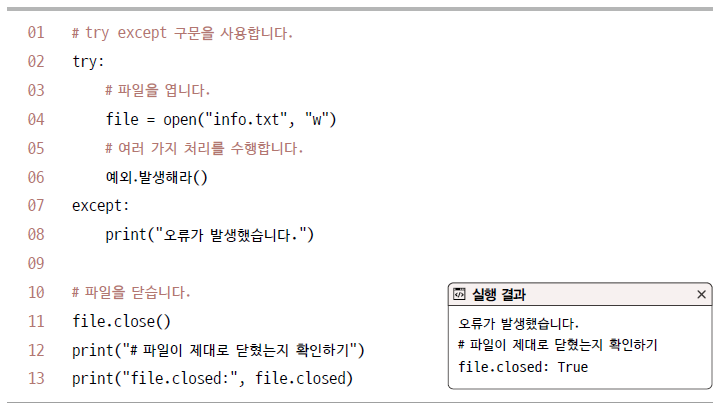 01 # try except 구문을 사용합니다.
02 try:
03     # 파일을 엽니다.
04     file = open("info.txt", "w")
05     # 여러 가지 처리를 수행합니다.
06     예외.발생해라()
07 except:
08     print("오류가 발생했습니다.")
09
10 # 파일을 닫습니다.
11 file.close()
12 print("# 파일이 제대로 닫혔는지 확인하기")
13 print("file.closed:", file.closed)
실행 결과
오류가 발생했습니다.
# 파일이 제대로 닫혔는지 확인하기
file.closed: True